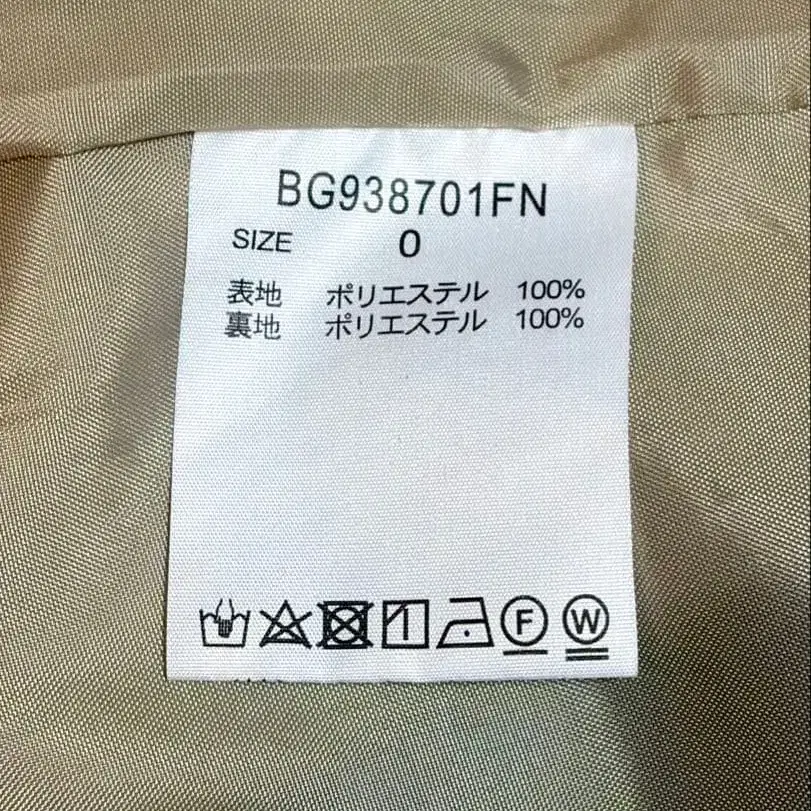 BG938701FN
SIZE 0
表地 ポリエステル 100%
裏地 ポリエステル 100%
F W